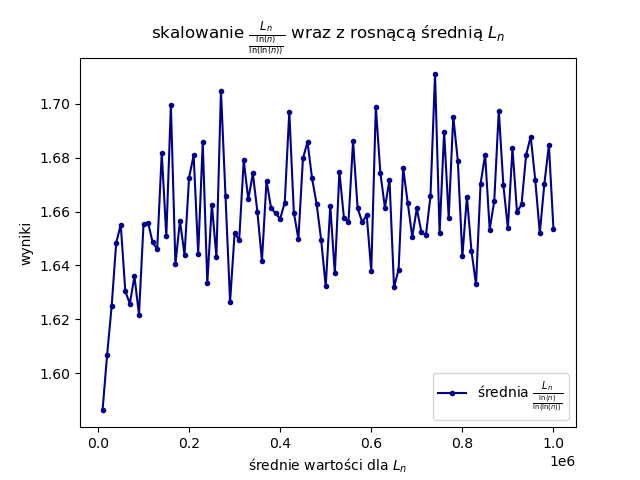 skalowanie $\frac{L_n}{\frac{\ln(n)}{\ln(\ln(n))}}$ wraz z rosnącą średnią $L_n$
1.70
1.68
1.66
1.64
1.62
1.60
wyniki
średnia $\frac{L_n}{\frac{\ln(n)}{\ln(\ln(n))}}$
0.0 0.2 0.4 0.6 0.8 1.0
1e6
średnie wartości dla $L_n$